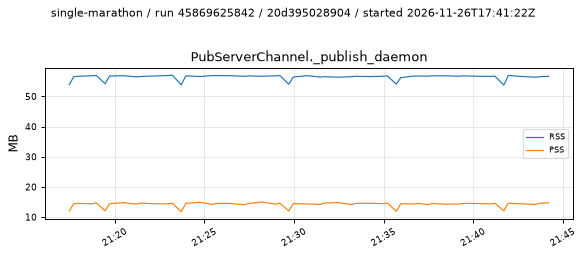 single-marathon / run 45869625842 / 20d395028904 / started 2026-11-26T17:41:22Z
PubServerChannel._publish_daemon
MB
50
40
30
20
10
RSS
PSS
21:20
21:25
21:30
21:35
21:40
21:45